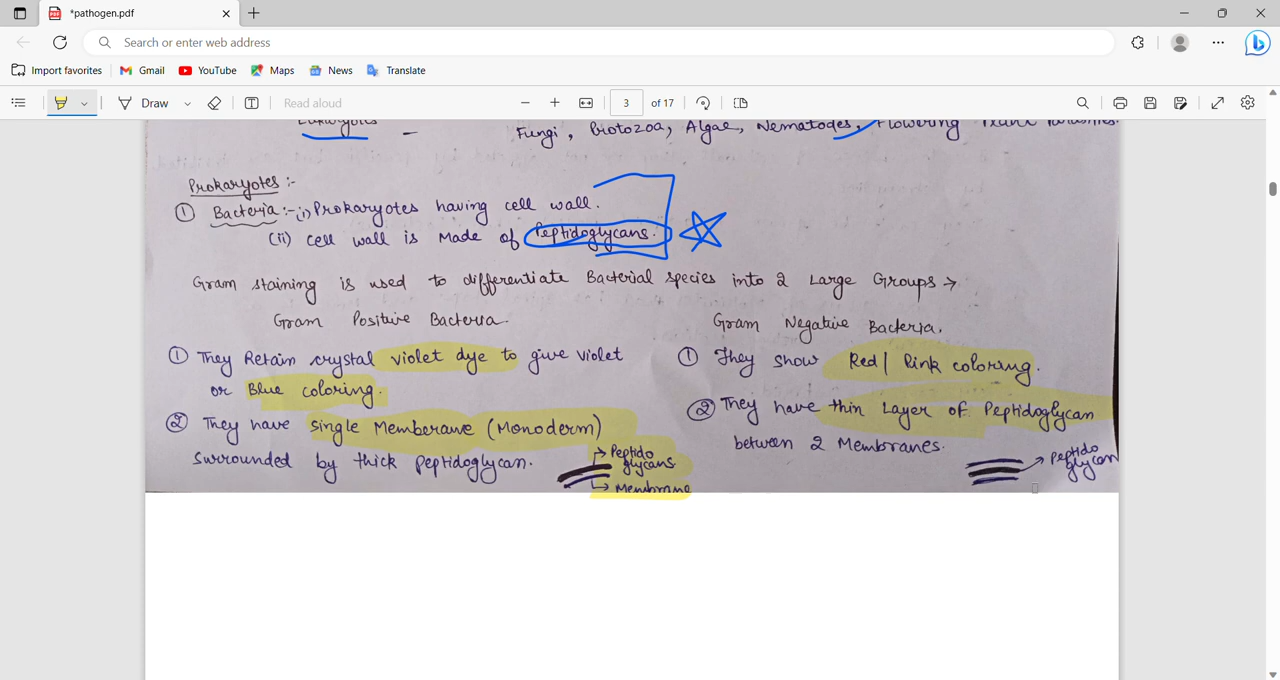 *pathogen.pdf
Search or enter web address
Import favorites Gmail YouTube Maps News Translate
Draw Read aloud 3 of 17
Eukaryotes - Fungi, Protozoa, Algae, Nematodes, Flowering Plant Parasites.
Prokaryotes :-
① Bacteria :- (i) Prokaryotes having cell wall.
(ii) cell wall is Made of Peptidoglycans.
Gram staining is used to differentiate Bacterial species into 2 Large Groups →
Gram Positive Bacteria.
Gram Negative Bacteria.
① They Retain crystal violet dye to give violet
or Blue coloring.
② They have single Memberane (Monoderm)
surrounded by thick peptidoglycan.
→ Peptido
glycans
↳ Membrane
① They show Red/ Pink coloring.
② They have thin Layer of Peptidoglycan
between 2 Membranes.
→ Peptido
glycan